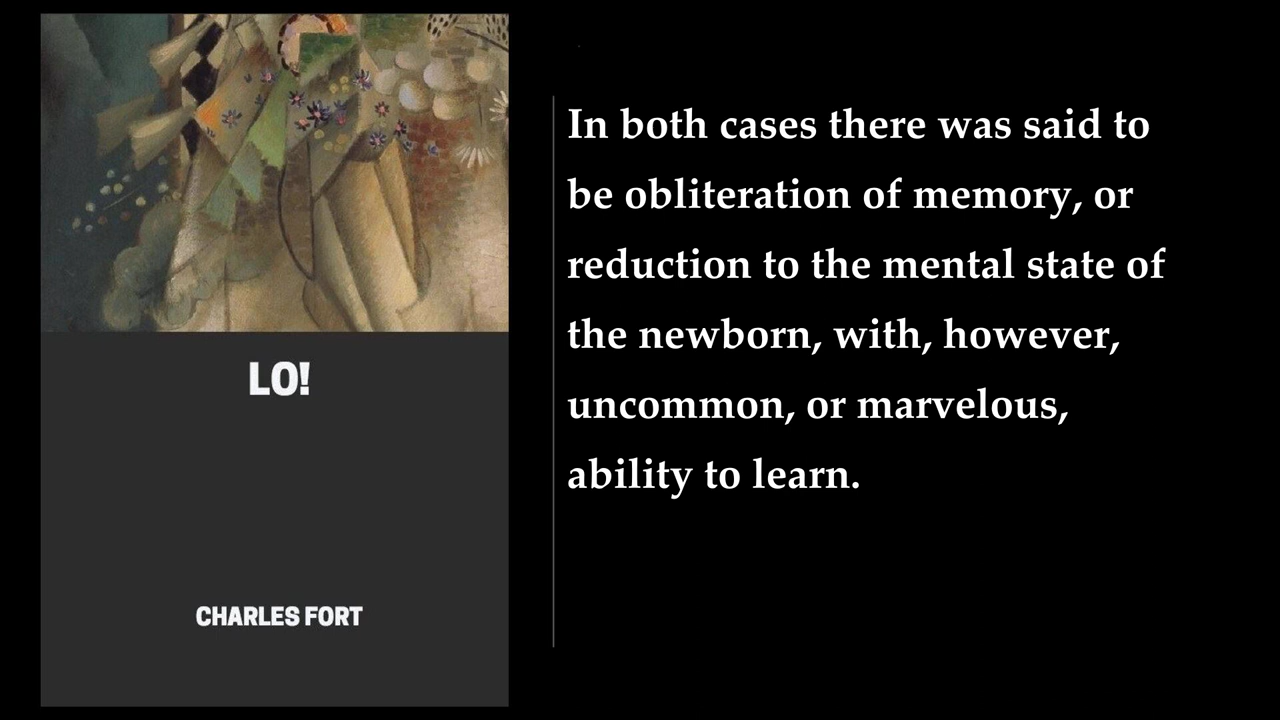 LO!
CHARLES FORT
In both cases there was said to
be obliteration of memory, or
reduction to the mental state of
the newborn, with, however,
uncommon, or marvelous,
ability to learn.